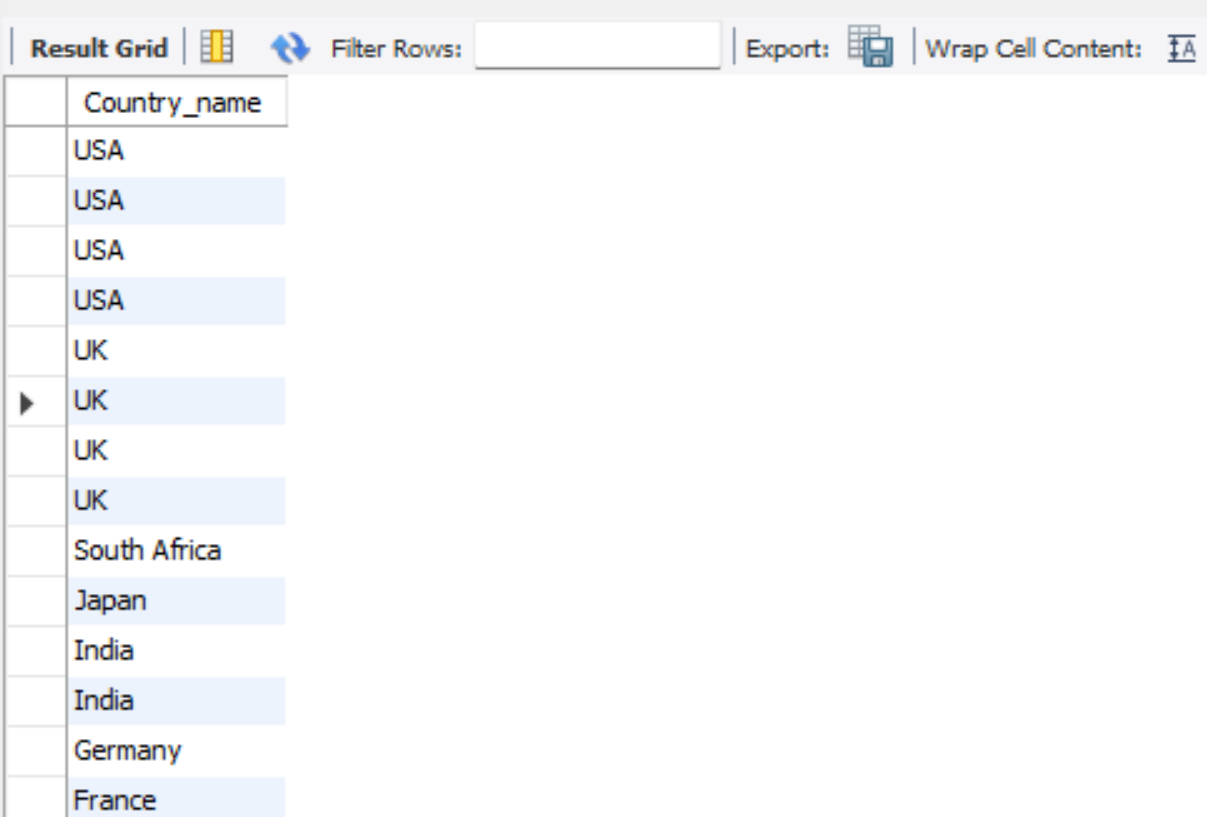 Result Grid Filter Rows: Export: Wrap Cell Content: A
Country_name
USA
USA
USA
USA
UK
UK
UK
UK
South Africa
Japan
India
India
Germany
France